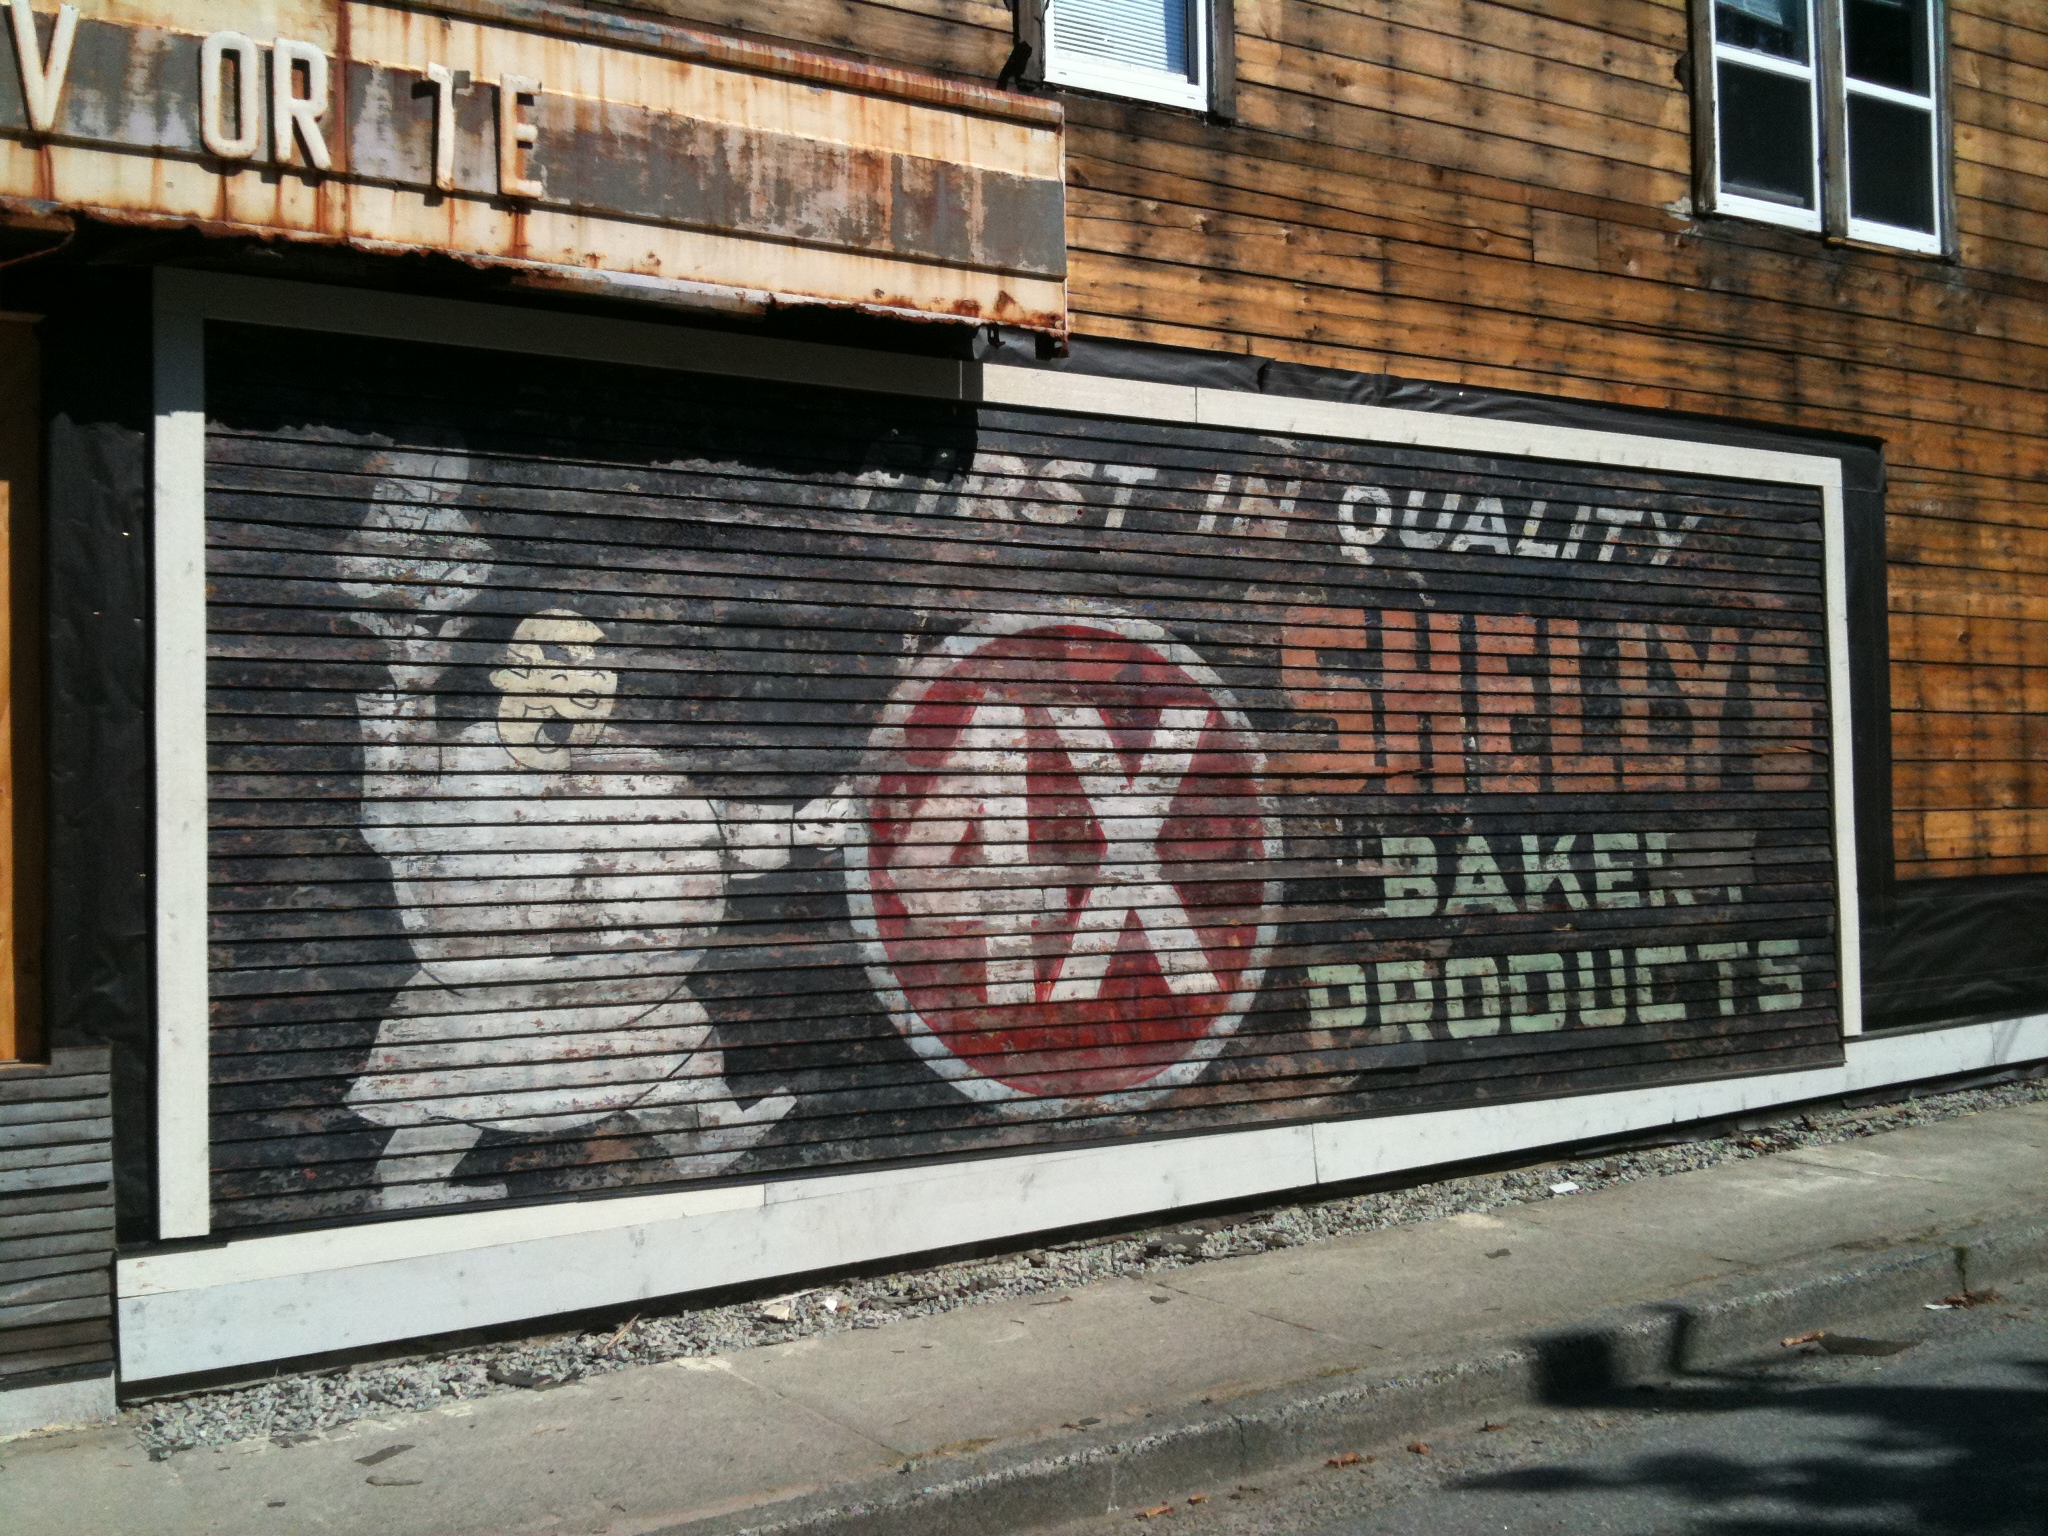 V OR TE
FIRST IN QUALITY
4X
SHELLY'S
BAKERY
PRODUCTS